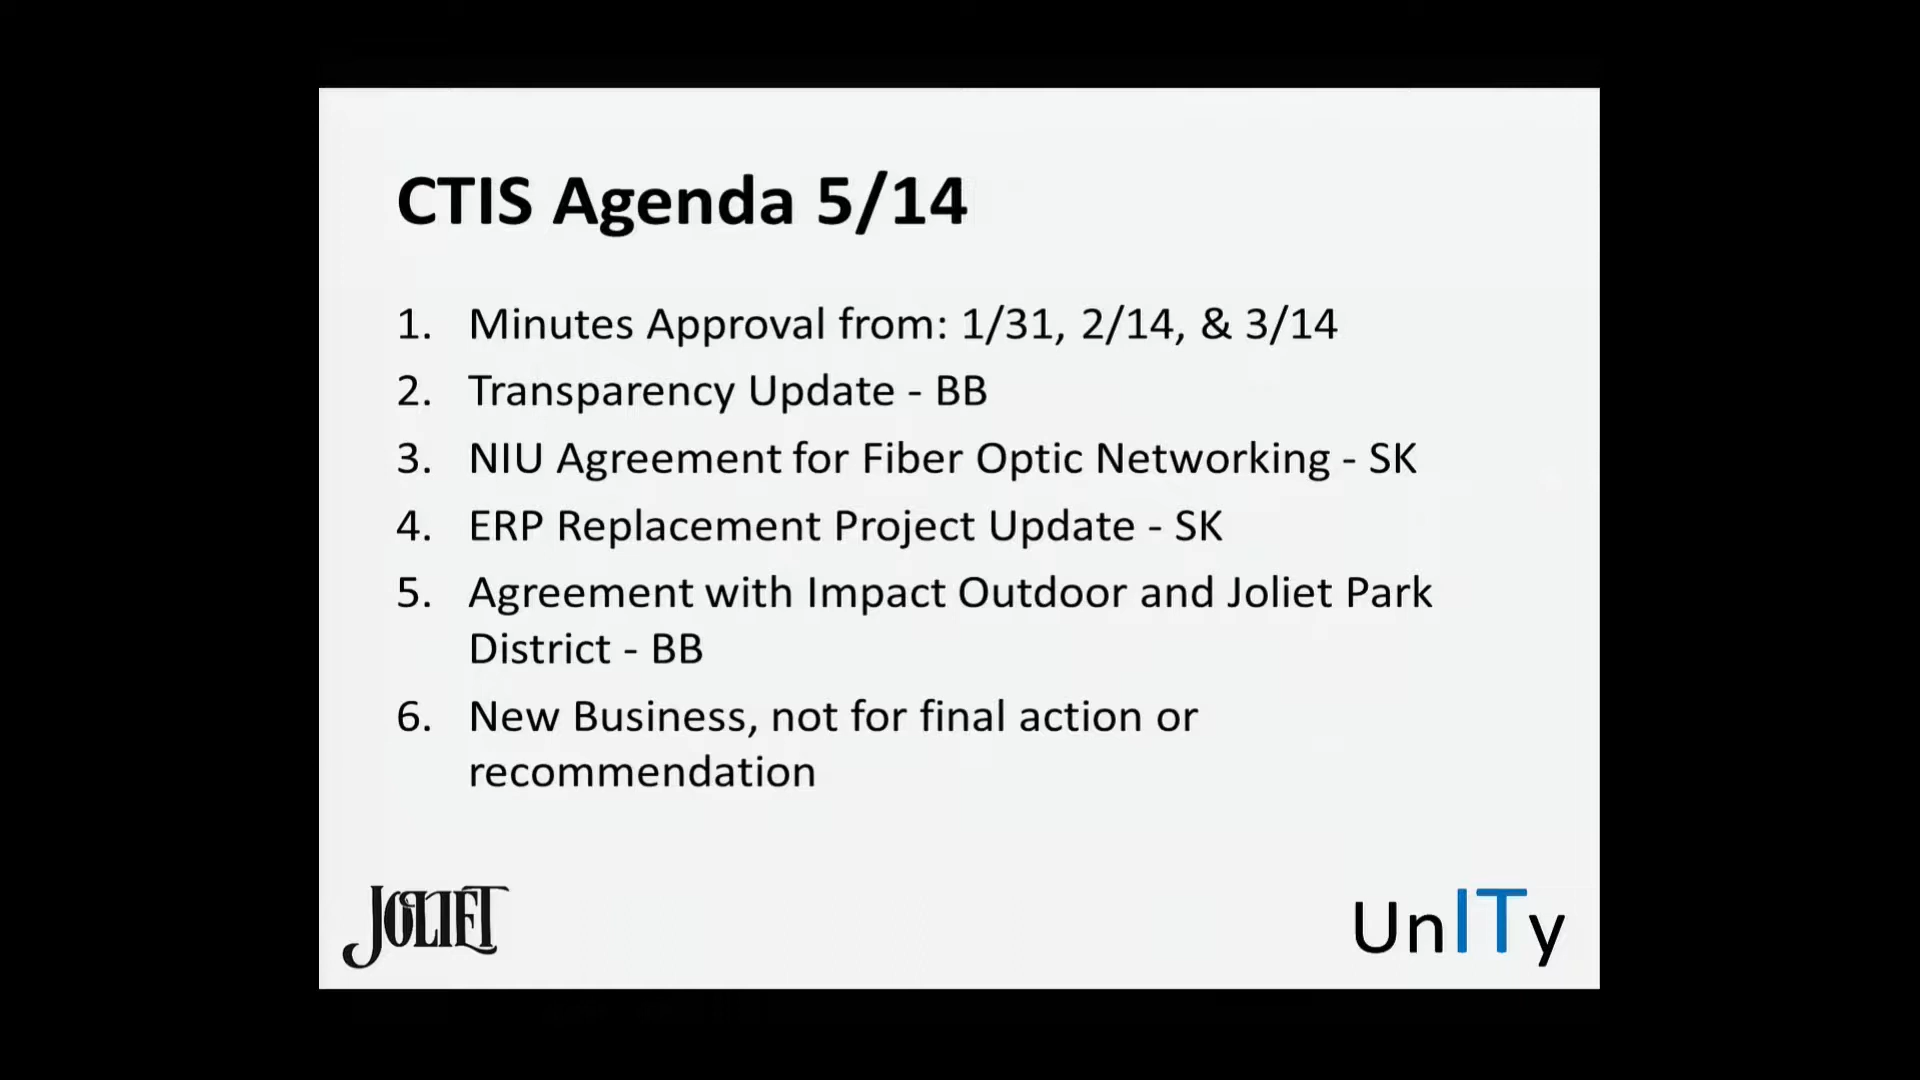 CTIS Agenda 5/14
1. Minutes Approval from: 1/31, 2/14, & 3/14
2. Transparency Update - BB
3. NIU Agreement for Fiber Optic Networking - SK
4. ERP Replacement Project Update - SK
5. Agreement with Impact Outdoor and Joliet Park
District - BB
6. New Business, not for final action or
recommendation
JOLIET
UnITy